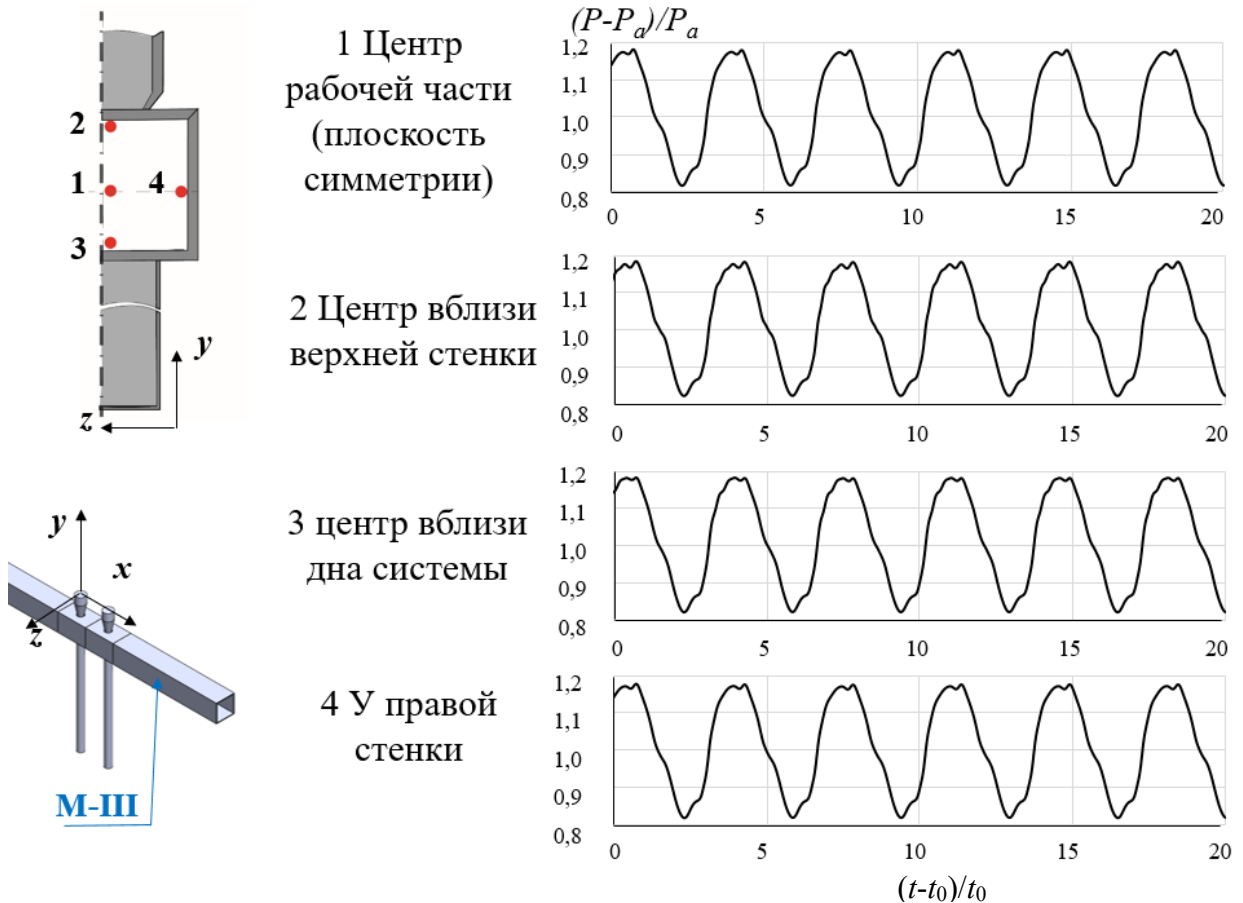 (P-Pa)/Pa
1 Центр
рабочей части
(плоскость
симметрии)
2
1
4
3
y
z
1,2
1,1
1,0
0,9
0,8
0 5 10 15 20
2 Центр вблизи
верхней стенки
1,2
1,1
1,0
0,9
0,8
0 5 10 15 20
y
x
z
М-III
3 центр вблизи
дна системы
1,2
1,1
1,0
0,9
0,8
0 5 10 15 20
4 У правой
стенки
1,2
1,1
1,0
0,9
0,8
0 5 10 15 20
(t-t0)/t0